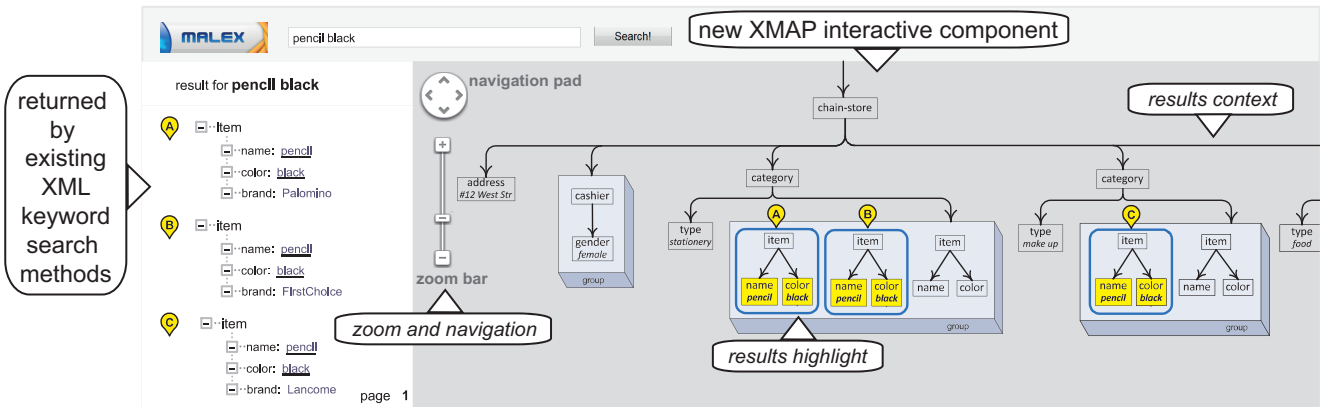 MALEX
pencil black
Search!
new XMAP interactive component
returned
by
existing
XML
keyword
search
methods
result for pencil black
A
item
name: pencil
color: black
brand: Palomino
B
item
name: pencil
color: black
brand: FirstChoice
C
item
name: pencil
color: black
brand: Lancome
page 1
navigation pad
zoom bar
zoom and navigation
chain-store
results context
address
#12 West Str
cashier
gender
female
group
category
type
stationery
A
item
name
pencil
color
black
B
item
name
pencil
color
black
item
name
color
group
results highlight
category
type
make up
C
item
name
pencil
color
black
item
name
color
group
type
food